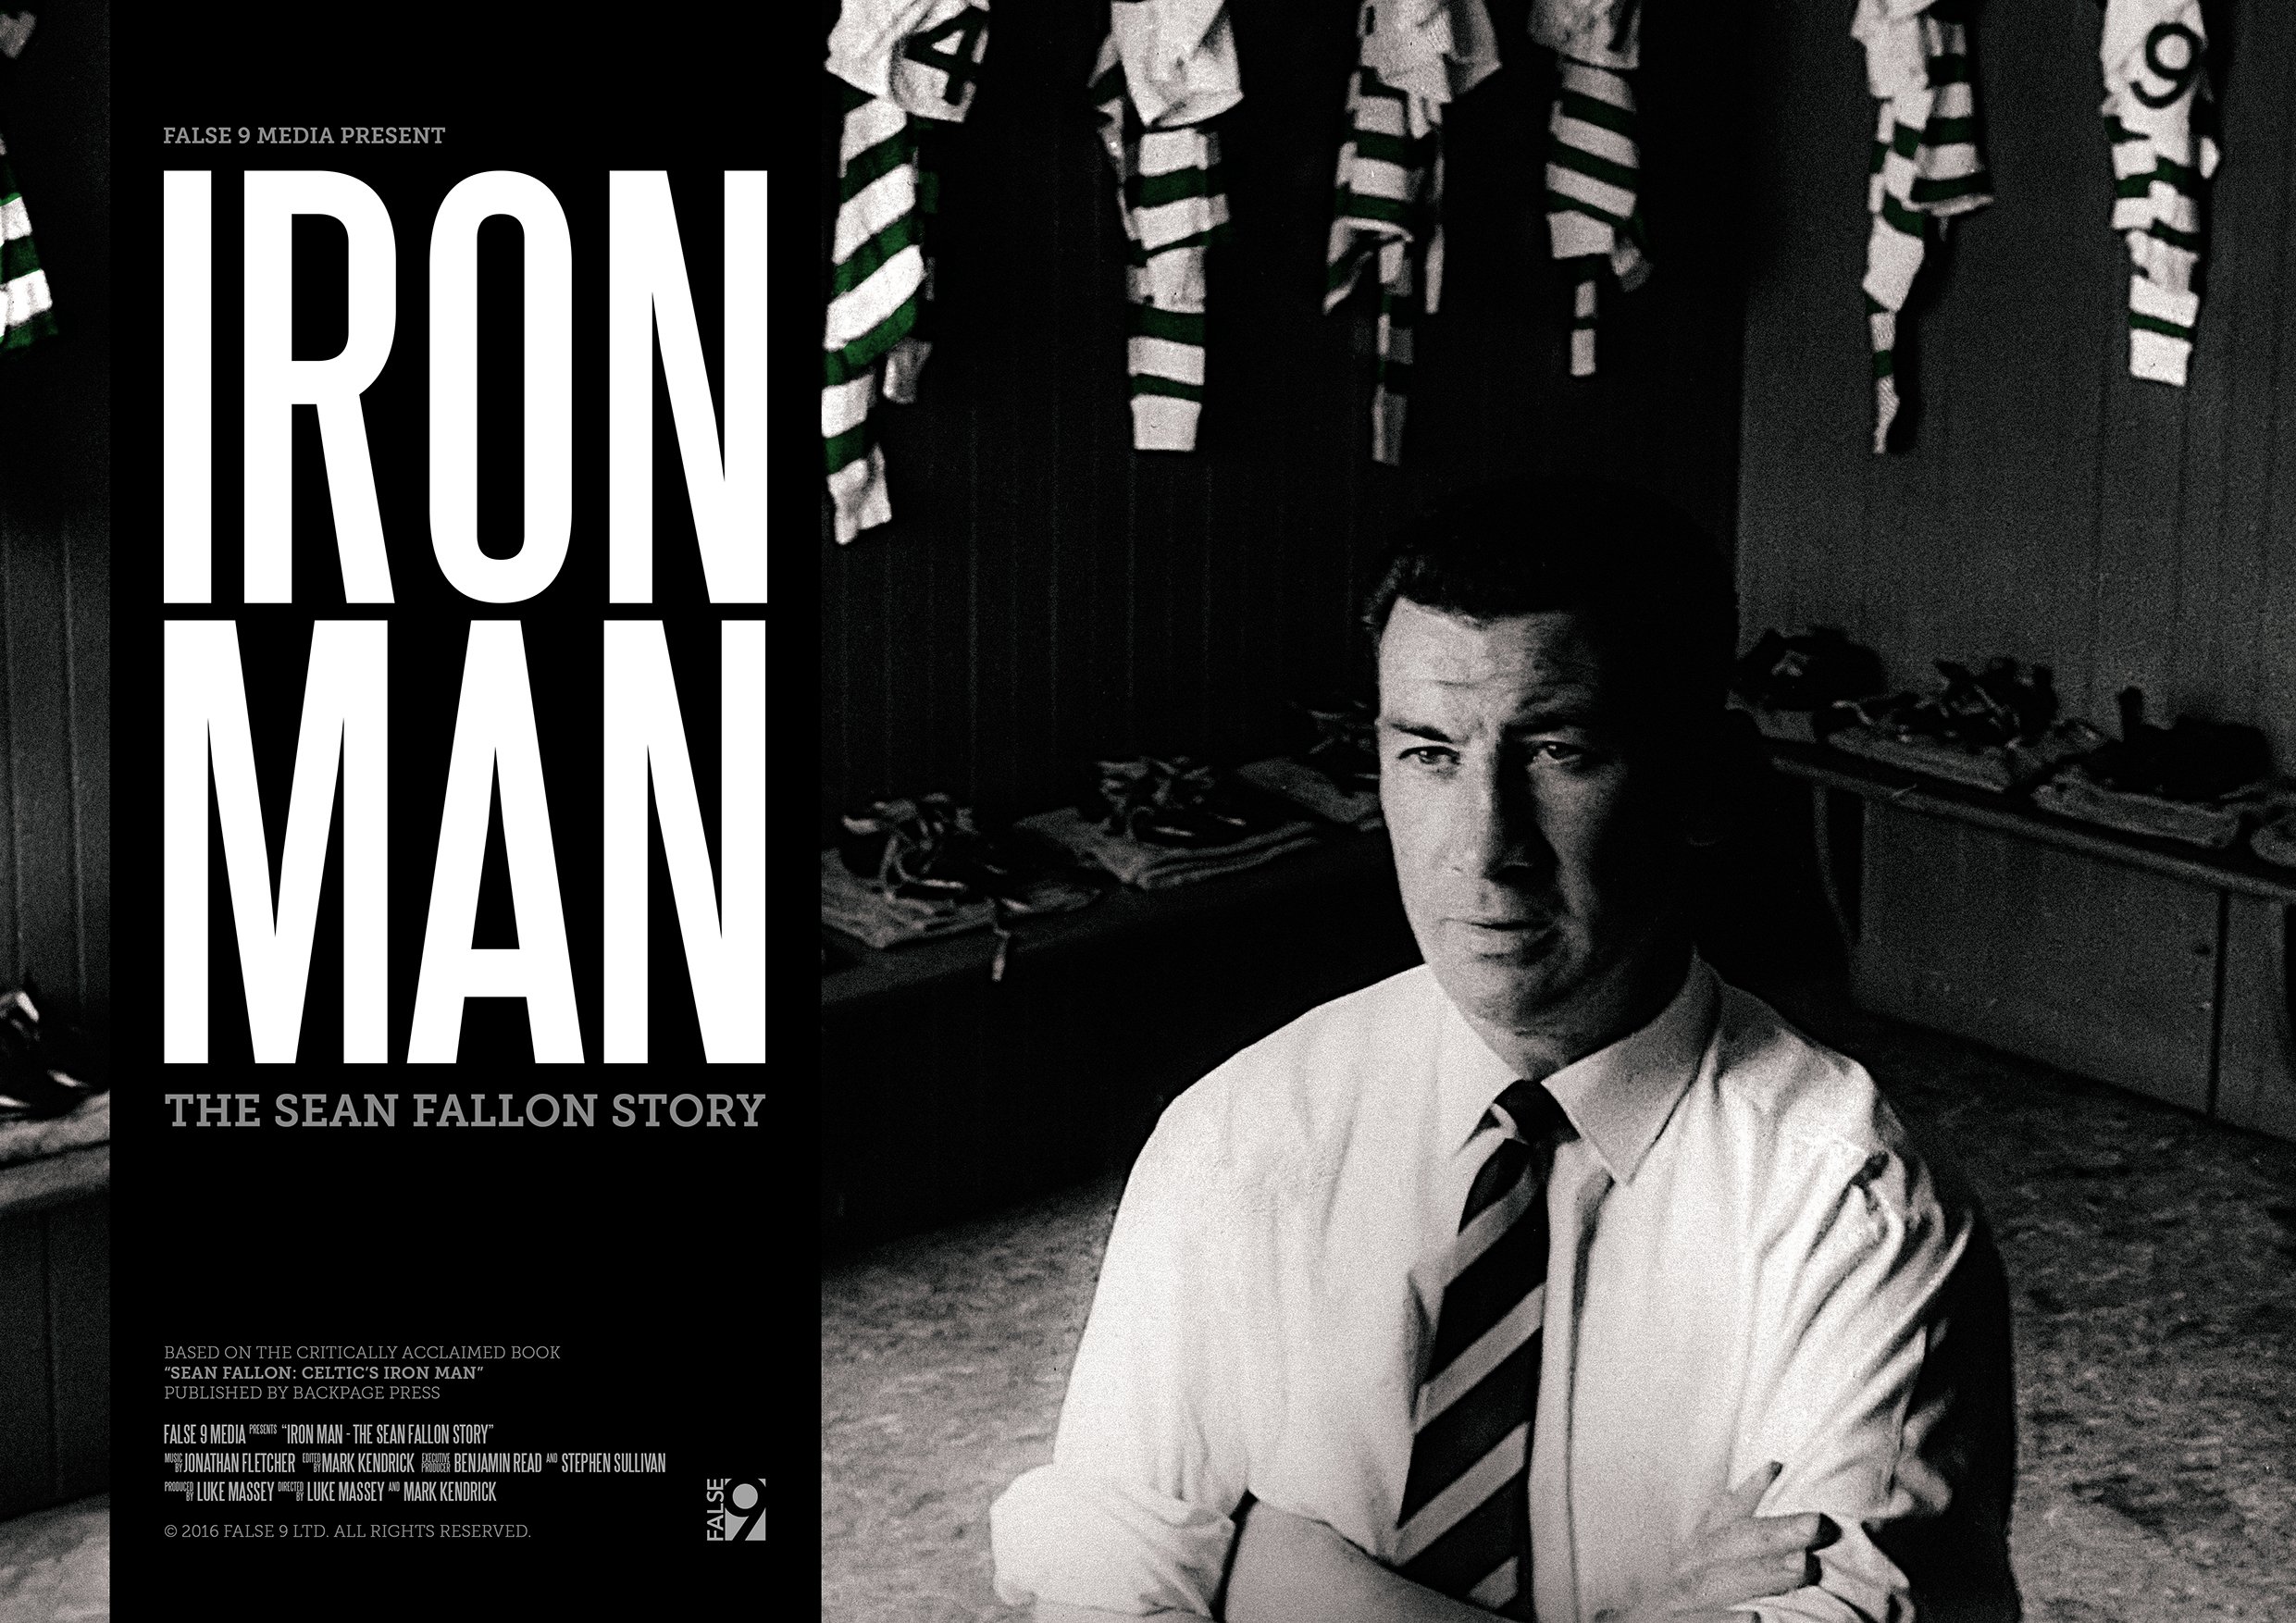 FALSE 9 MEDIA PRESENT
IRON
MAN
THE SEAN FALLON STORY
BASED ON THE CRITICALLY ACCLAIMED BOOK
“SEAN FALLON: CELTIC’S IRON MAN”
PUBLISHED BY BACKPAGE PRESS
FALSE 9 MEDIA PRESENTS “IRON MAN - THE SEAN FALLON STORY”
MUSIC BY JONATHAN FLETCHER EDITED BY MARK KENDRICK EXECUTIVE PRODUCER BENJAMIN READ AND STEPHEN SULLIVAN
PRODUCED BY LUKE MASSEY DIRECTED BY LUKE MASSEY AND MARK KENDRICK
© 2016 FALSE 9 LTD. ALL RIGHTS RESERVED.
FALSE 9
4
9